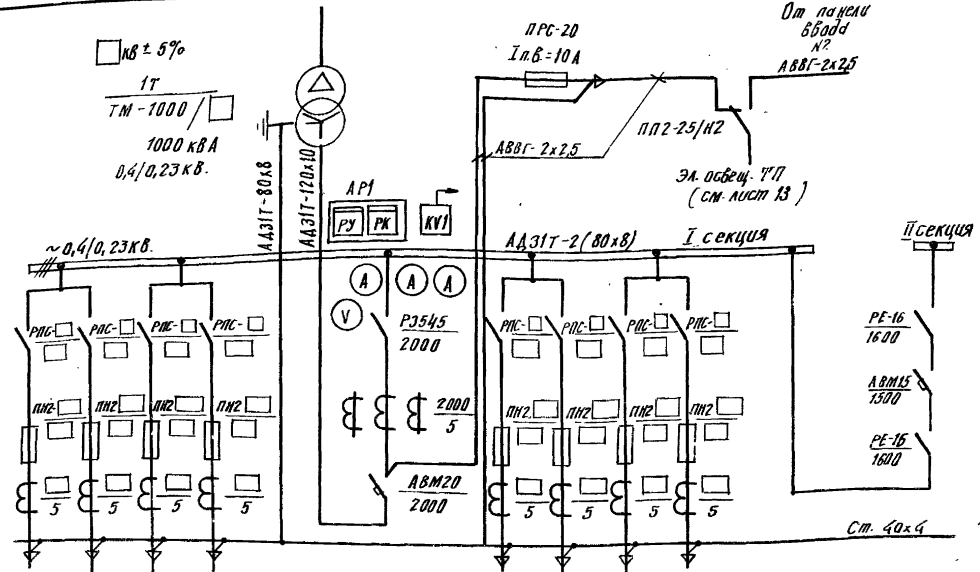 кВ ± 5%
1Т
ТМ-1000/
1000 кВА
0,4/0,23 кВ.
ПРС-20
Iп.в.=10А
От панели
ввода
№2
АВВГ-2х2,5
АВВГ-2х2,5
ПП2-25/Н2
Эл. освещ. ТП
(см. лист 13)
АД31Т-80х8
АД31Т-120х10
АР1
РУ РК
KV1
~0,4/0,23кВ.
АД31Т-2(80х8)
I секция
II секция
А А А
V
РПС- РПС- РПС- РПС-
РЭ545
2000
РПС- РПС- РПС- РПС-
РЕ-16
1600
АВМ15
1500
РЕ-16
1600
ПН2 ПН2 ПН2 ПН2
2000
5
ПН2 ПН2 ПН2 ПН2
АВМ20
2000
5 5 5 5
5 5 5 5
Ст. 40х4